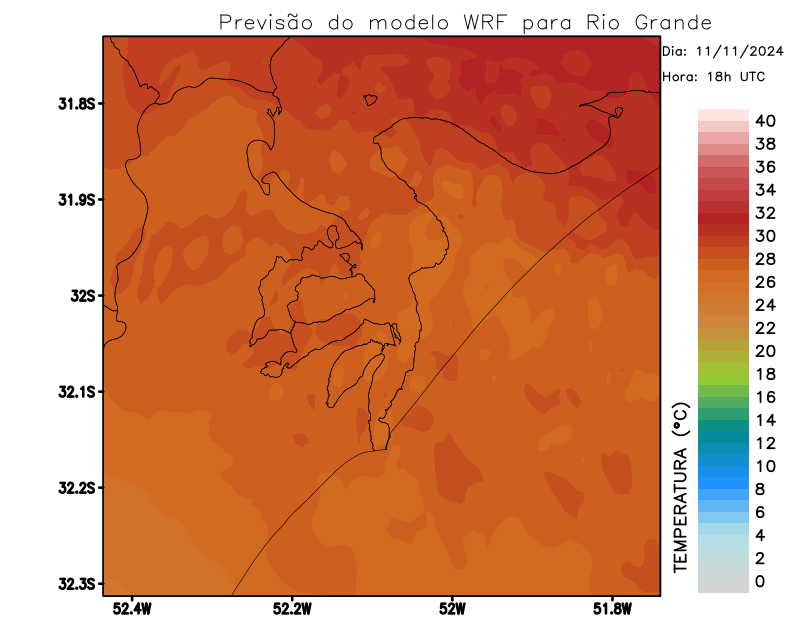 Previsão do modelo WRF para Rio Grande
Dia: 11/11/2024
Hora: 18h UTC
31.8S
31.9S
32S
32.1S
32.2S
32.3S
52.4W
52.2W
52W
51.8W
TEMPERATURA (°C)
40
38
36
34
32
30
28
26
24
22
20
18
16
14
12
10
8
6
4
2
0